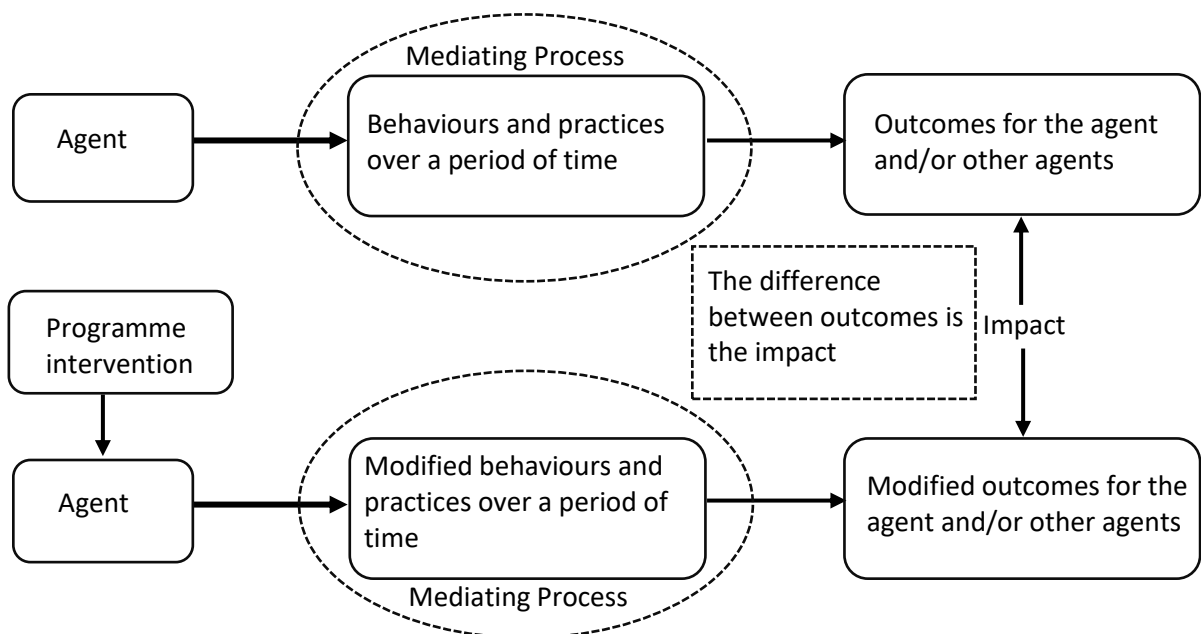 Mediating Process
Agent
Behaviours and practices
over a period of time
Outcomes for the agent
and/or other agents
The difference
between outcomes is
the impact
Impact
Programme
intervention
Agent
Modified behaviours and
practices over a period of
time
Mediating Process
Modified outcomes for the
agent and/or other agents